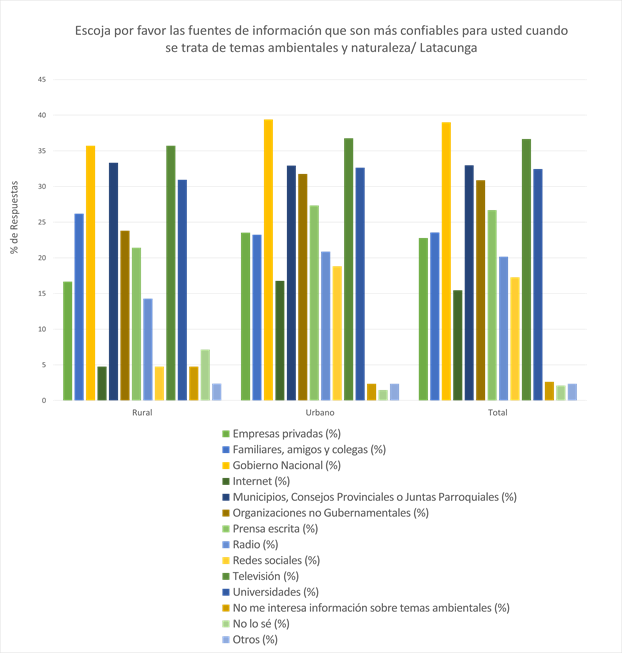 Escoja por favor las fuentes de información que son más confiables para usted cuando
se trata de temas ambientales y naturaleza/ Latacunga
% de Respuestas
45
40
35
30
25
20
15
10
5
0
Rural
Urbano
Total
Empresas privadas (%)
Familiares, amigos y colegas (%)
Gobierno Nacional (%)
Internet (%)
Municipios, Consejos Provinciales o Juntas Parroquiales (%)
Organizaciones no Gubernamentales (%)
Prensa escrita (%)
Radio (%)
Redes sociales (%)
Televisión (%)
Universidades (%)
No me interesa información sobre temas ambientales (%)
No lo sé (%)
Otros (%)